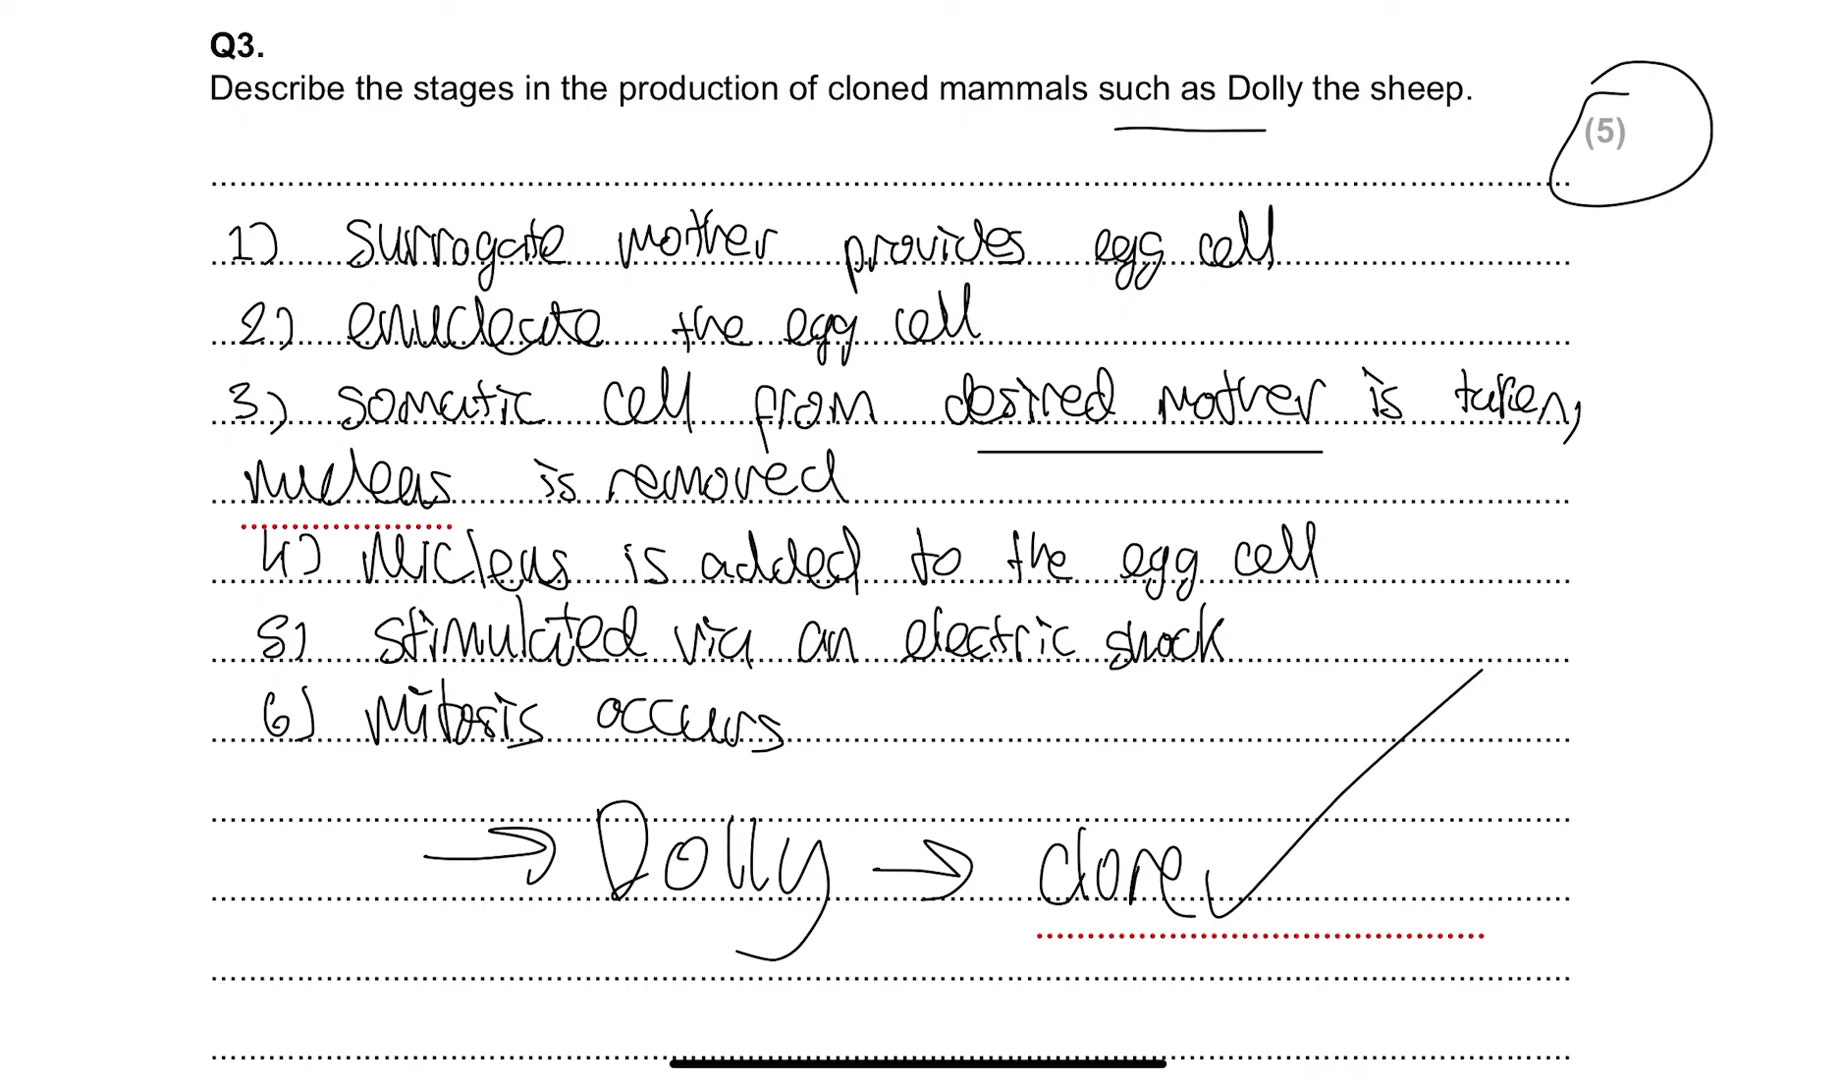 Q3.
Describe the stages in the production of cloned mammals such as Dolly the sheep.
(5)
1) surrogate mother provides egg cell
2) enucleate the egg cell
3) somatic cell from desired mother is taken,
nucleus is removed
4) Nucleus is added to the egg cell
5) stimulated via an electric shock
6) mitosis occurs
→ Dolly → clone ✓